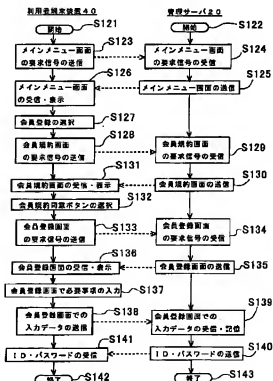 利用者端末装置40
管理サーバ20
S121
開始
S122
開始
S123
メインメニュー画面
の要求信号の送信
S124
メインメニュー画面
の要求信号の受信
S126
メインメニュー画面
の受信・表示
S125
メインメニュー画面の送信
S127
会員登録の選択
S128
会員規約画面
の要求信号の送信
S129
会員規約画面
の要求信号の受信
S131
会員規約画面の受信・表示
S130
会員規約画面の送信
S132
会員規約同意ボタンの選択
S133
会員登録画面
の要求信号の送信
S134
会員登録画面
の要求信号の受信
S136
会員登録画面の受信・表示
S135
会員登録画面の送信
S137
会員登録画面で必要事項の入力
S138
会員登録画面での
入力データの送信
S139
会員登録画面での
入力データの受信・記憶
S141
ID・パスワードの受信
S140
ID・パスワードの送信
S142
終了
S143
終了